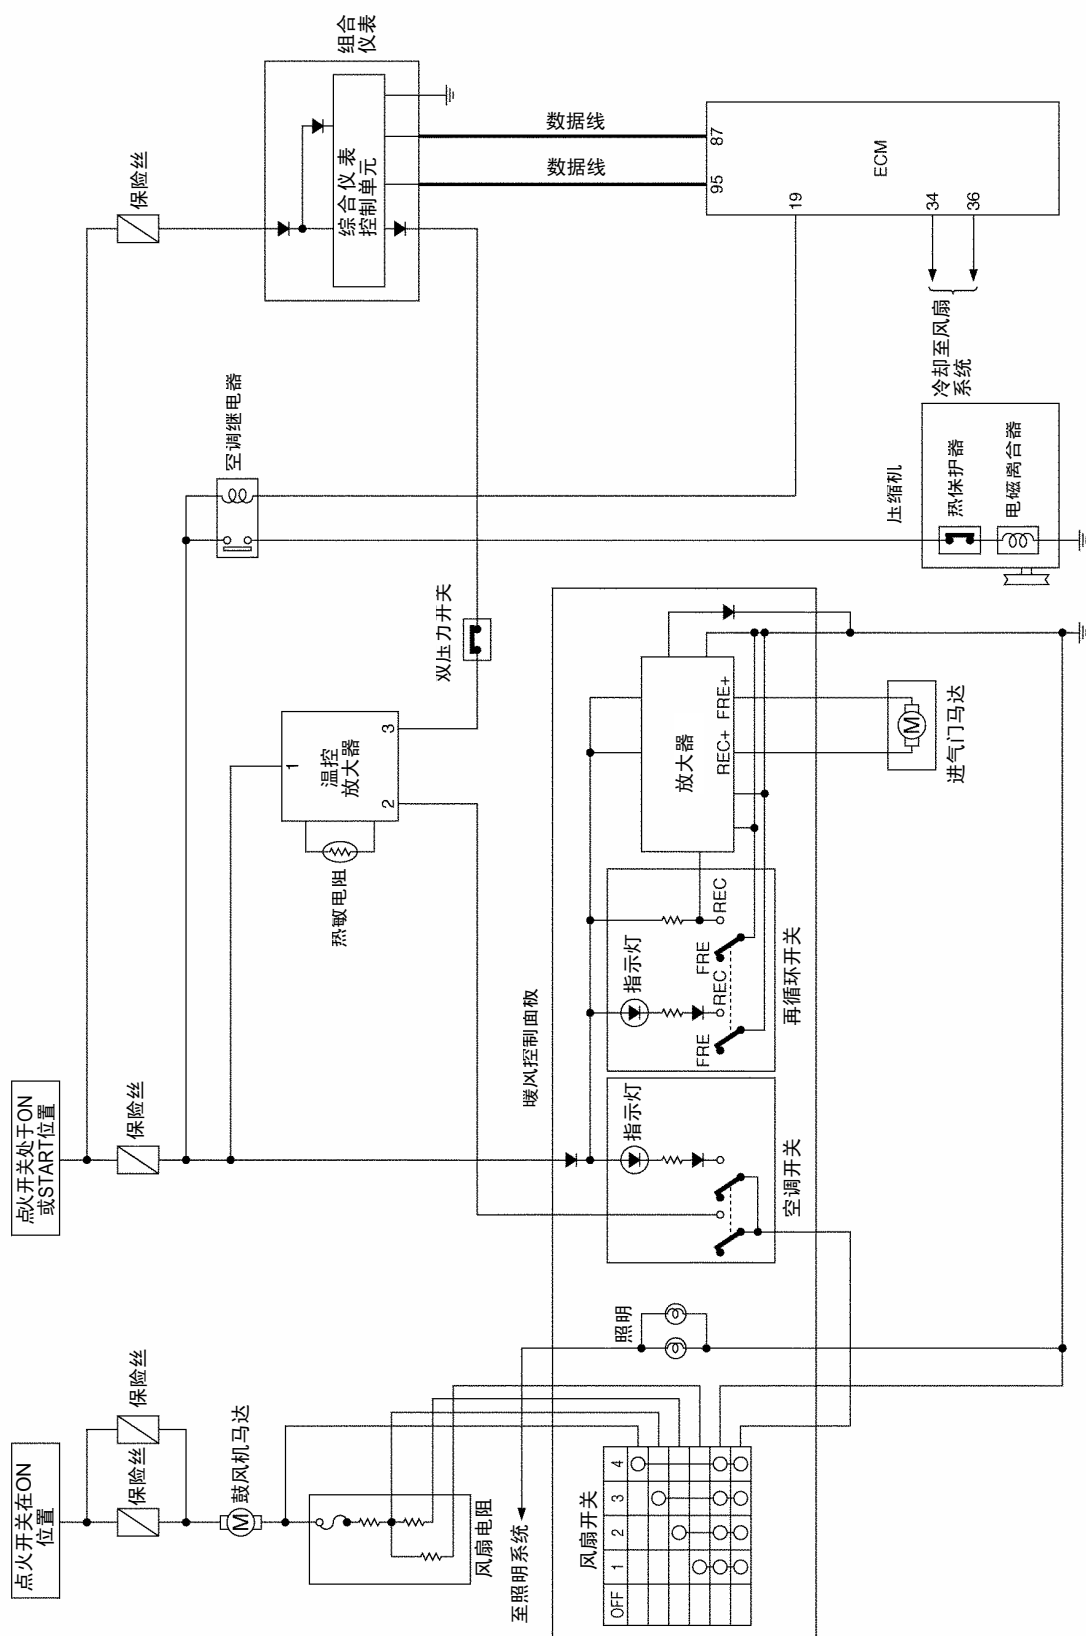 点火开关在ON
位置
保险丝
保险丝
鼓风机马达
M
风扇电阻
至照明系统
照明
风扇开关
OFF
1
2
3
4
点火开关处于ON
或START位置
保险丝
保险丝
热敏电阻
温控
放大器
1
2
3
双压力开关
空调继电器
组合
仪表
综合仪表
控制单元
数据线
数据线
95
87
19
34
36
ECM
冷却至风扇
系统
压缩机
热保护器
电磁离合器
暖风控制面板
指示灯
空调开关
指示灯
FRE
REC
FRE
REC
再循环开关
放大器
REC+
FRE+
M
进气门马达